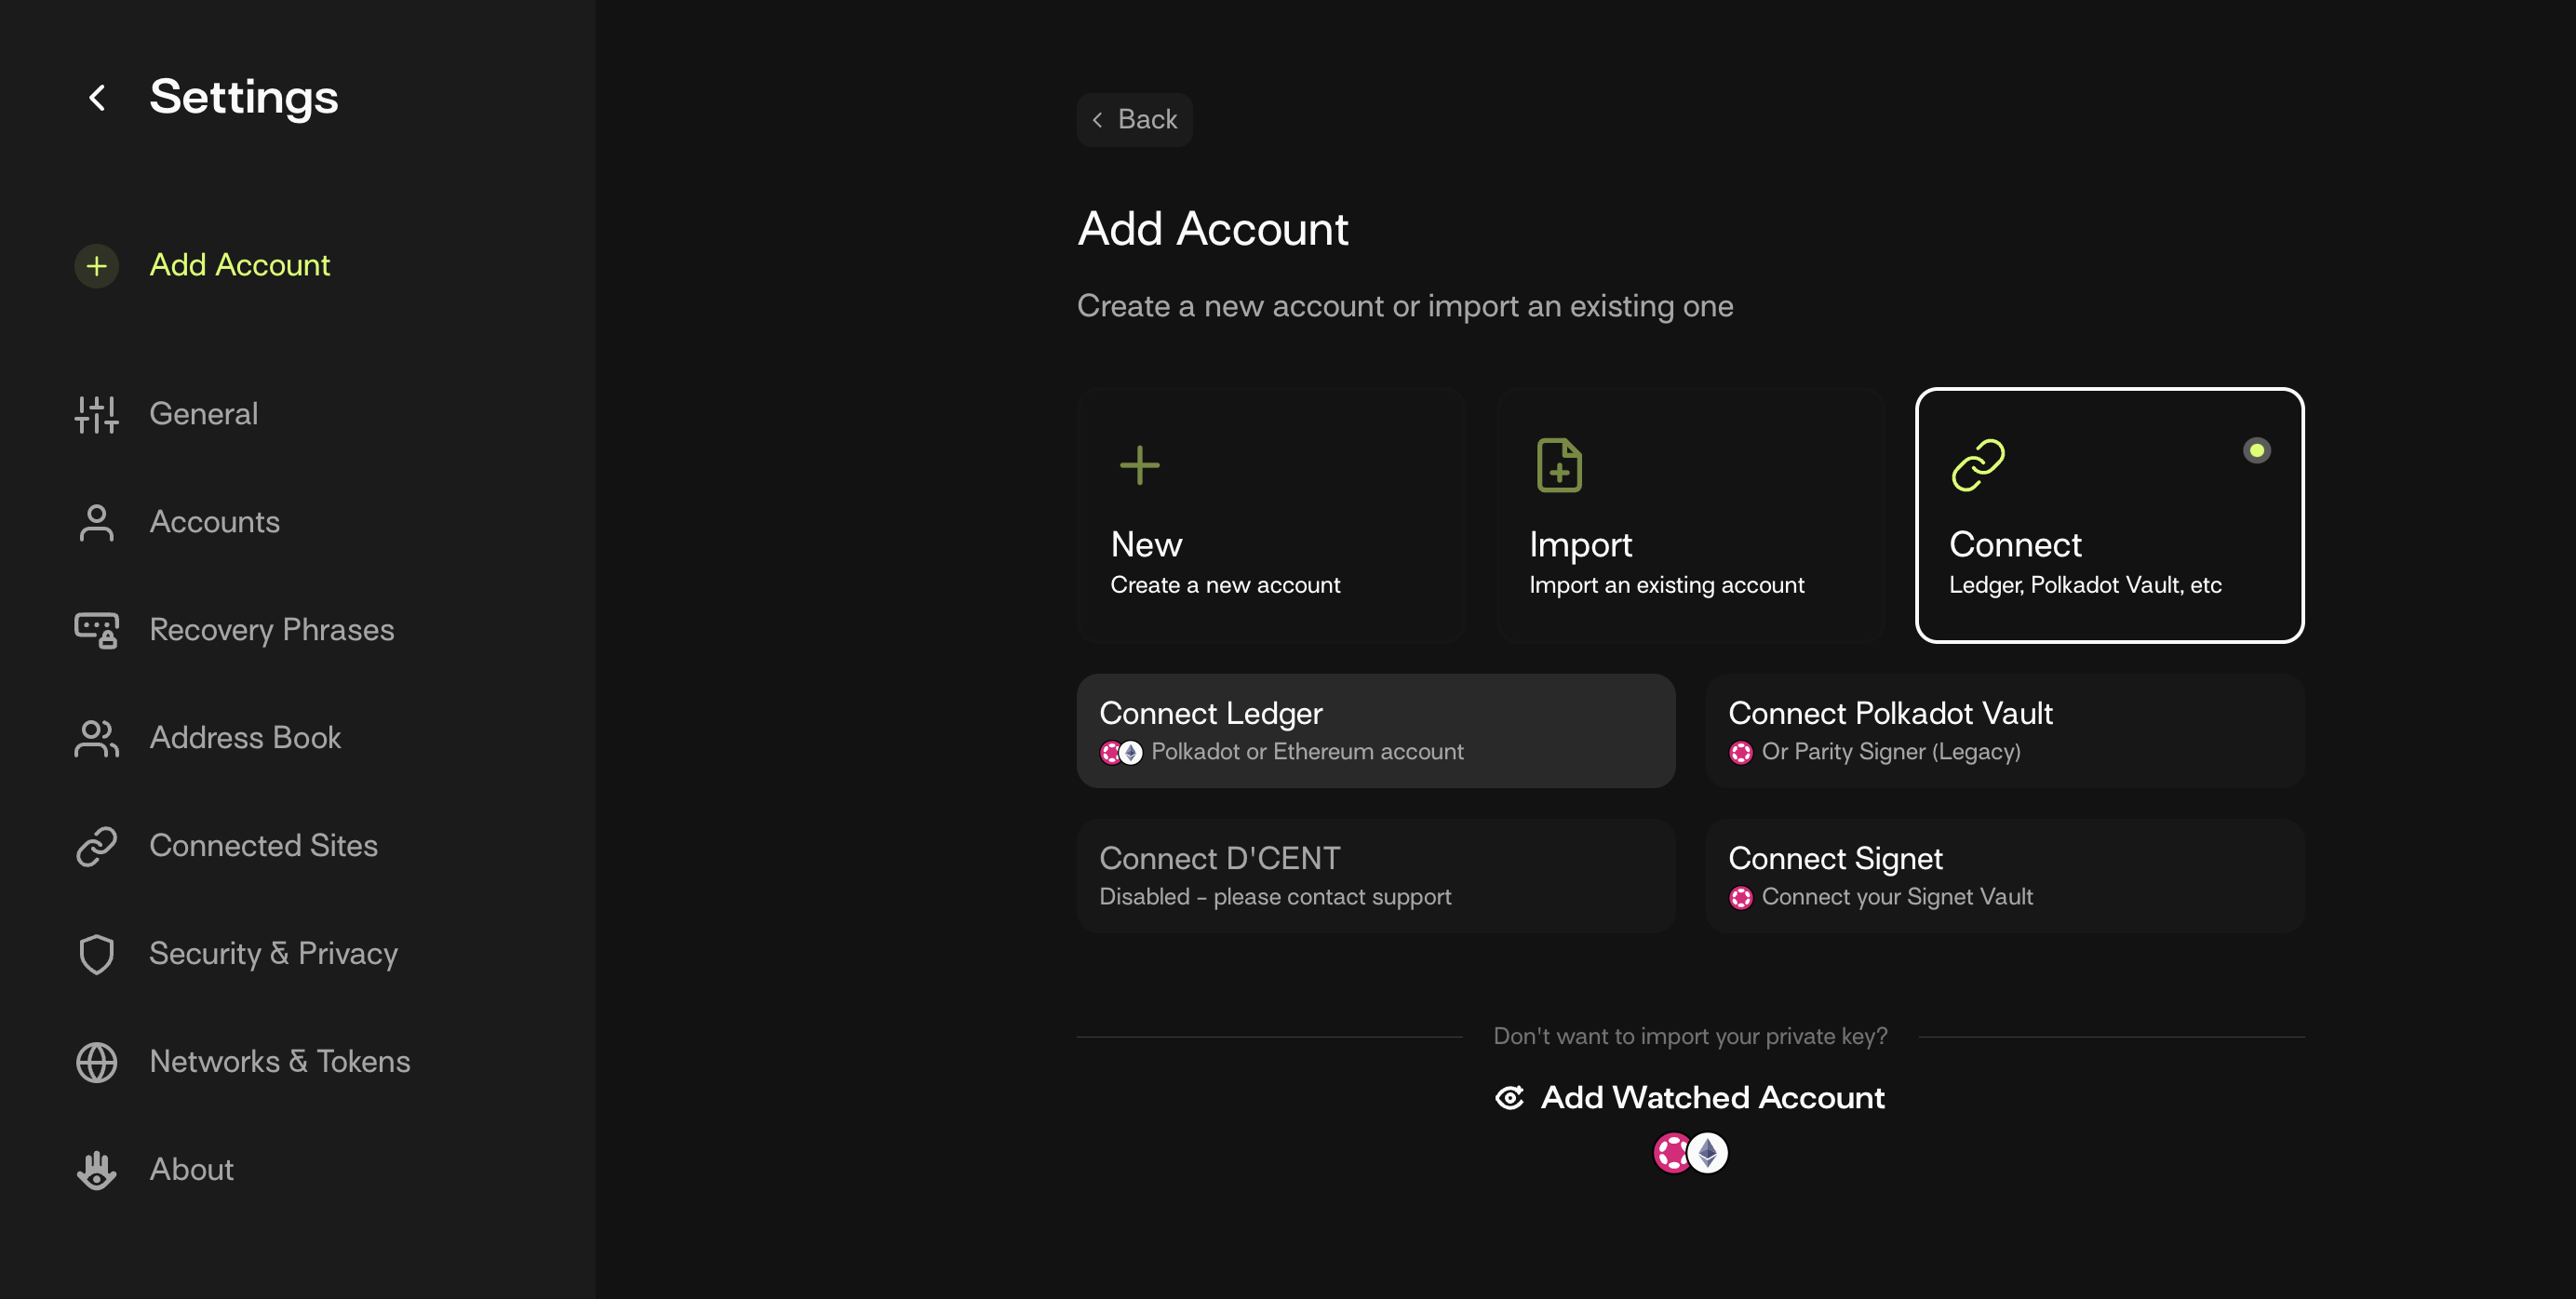 Settings
Add Account
General
Accounts
Recovery Phrases
Address Book
Connected Sites
Security & Privacy
Networks & Tokens
About
Back
Add Account
Create a new account or import an existing one
New
Create a new account
Import
Import an existing account
Connect
Ledger, Polkadot Vault, etc
Connect Ledger
Polkadot or Ethereum account
Connect Polkadot Vault
Or Parity Signer (Legacy)
Connect D'CENT
Disabled - please contact support
Connect Signet
Connect your Signet Vault
Don't want to import your private key?
Add Watched Account